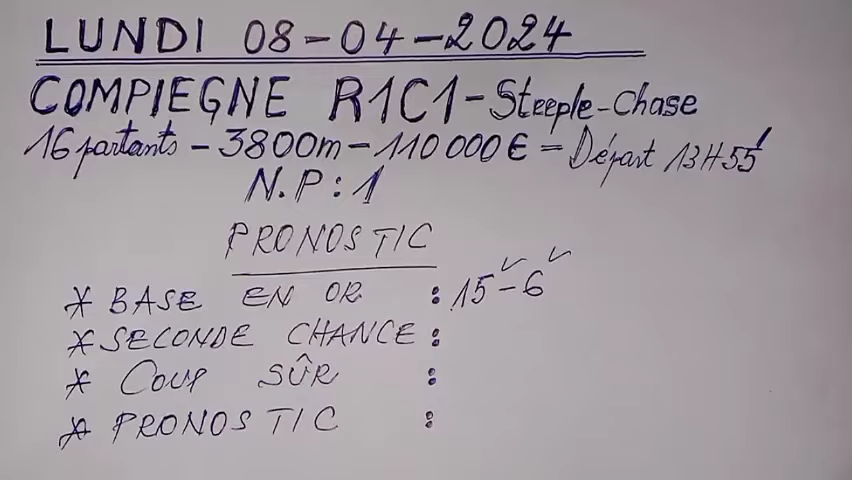 LUNDI 08-04-2024
COMPIEGNE R1C1-Steeple-Chase
16 partants - 3800m - 110 000€ = Départ 13H55'
N.P: 1
PRONOSTIC
* BASE EN OR : 15-6
* SECONDE CHANCE :
* COUP SÛR :
* PRONOSTIC :